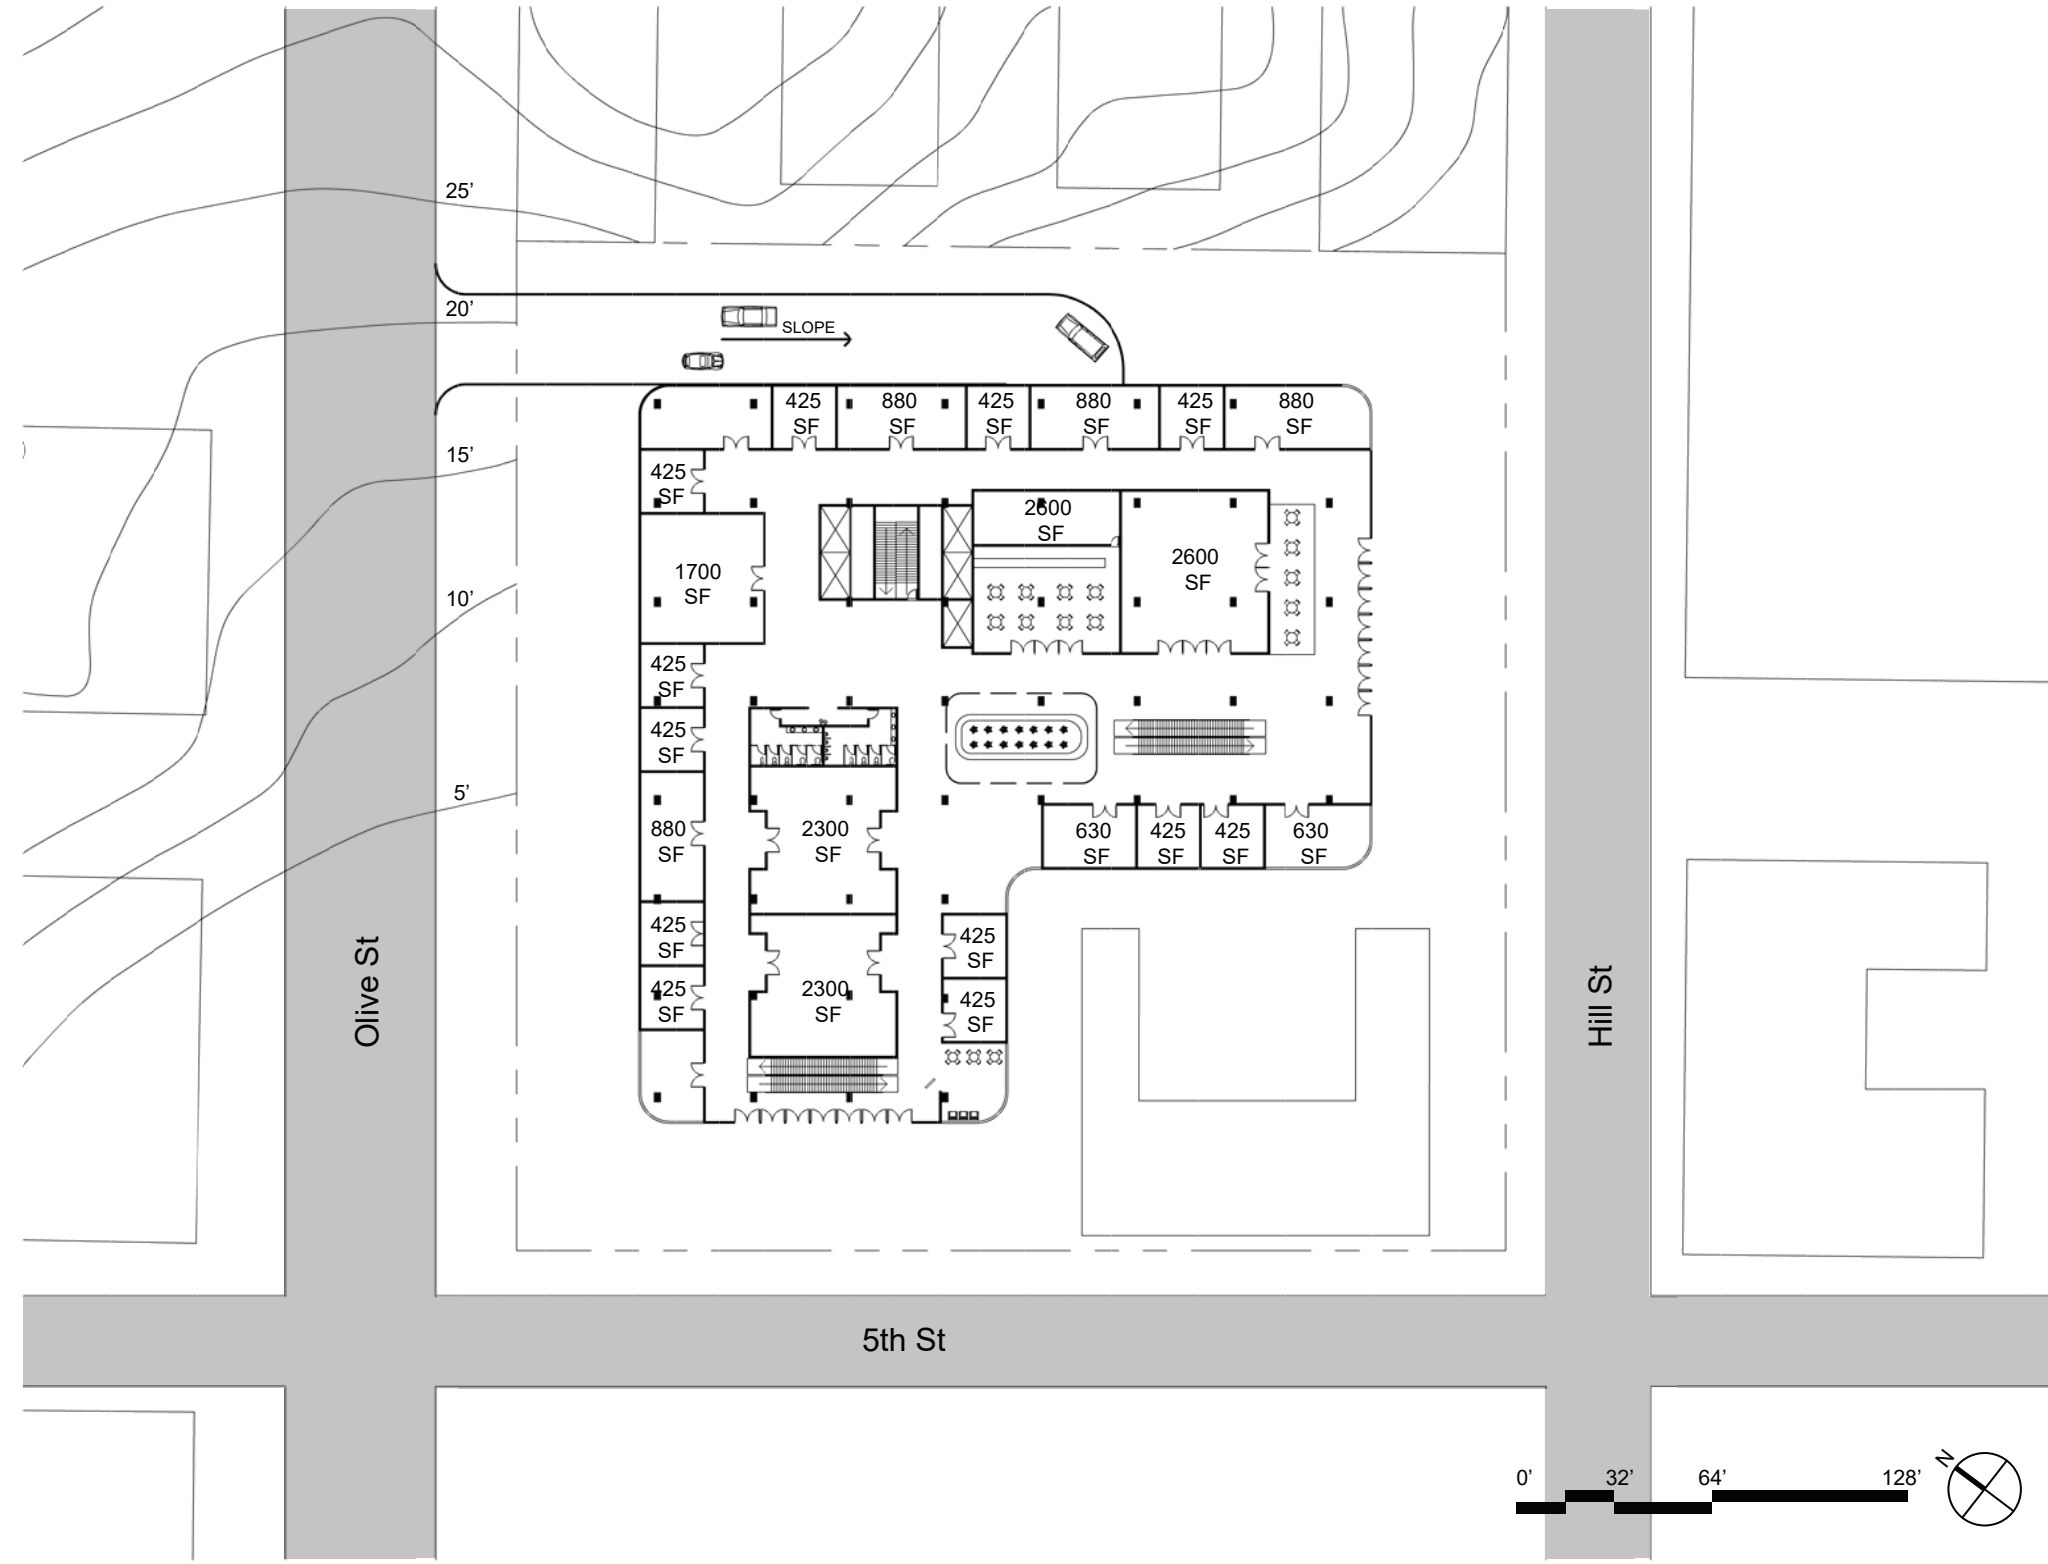 25’
20’
SLOPE
425
SF
880
SF
425
SF
880
SF
425
SF
880
SF
15’
425
SF
2600
SF
2600
SF
1700
SF
10’
425
SF
425
SF
5’
880
SF
2300
SF
630
SF
425
SF
425
SF
630
SF
425
SF
425
SF
425
SF
2300
SF
425
SF
Olive St
Hill St
5th St
N
0’ 32’ 64’ 128’